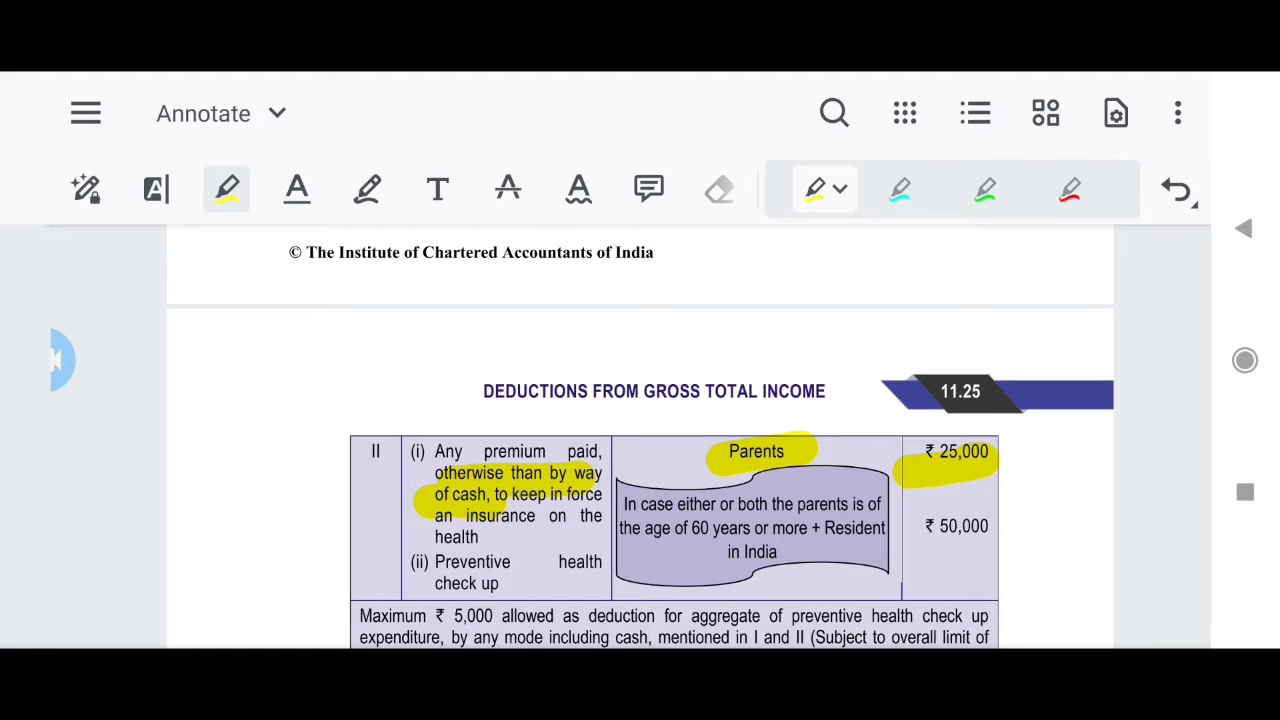 Annotate
© The Institute of Chartered Accountants of India
DEDUCTIONS FROM GROSS TOTAL INCOME
11.25
II
(i) Any premium paid,
otherwise than by way
of cash, to keep in force
an insurance on the
health
(ii) Preventive health
check up
Parents
In case either or both the parents is of
the age of 60 years or more + Resident
in India
₹ 25,000
₹ 50,000
Maximum ₹ 5,000 allowed as deduction for aggregate of preventive health check up
expenditure, by any mode including cash, mentioned in I and II (Subject to overall limit of